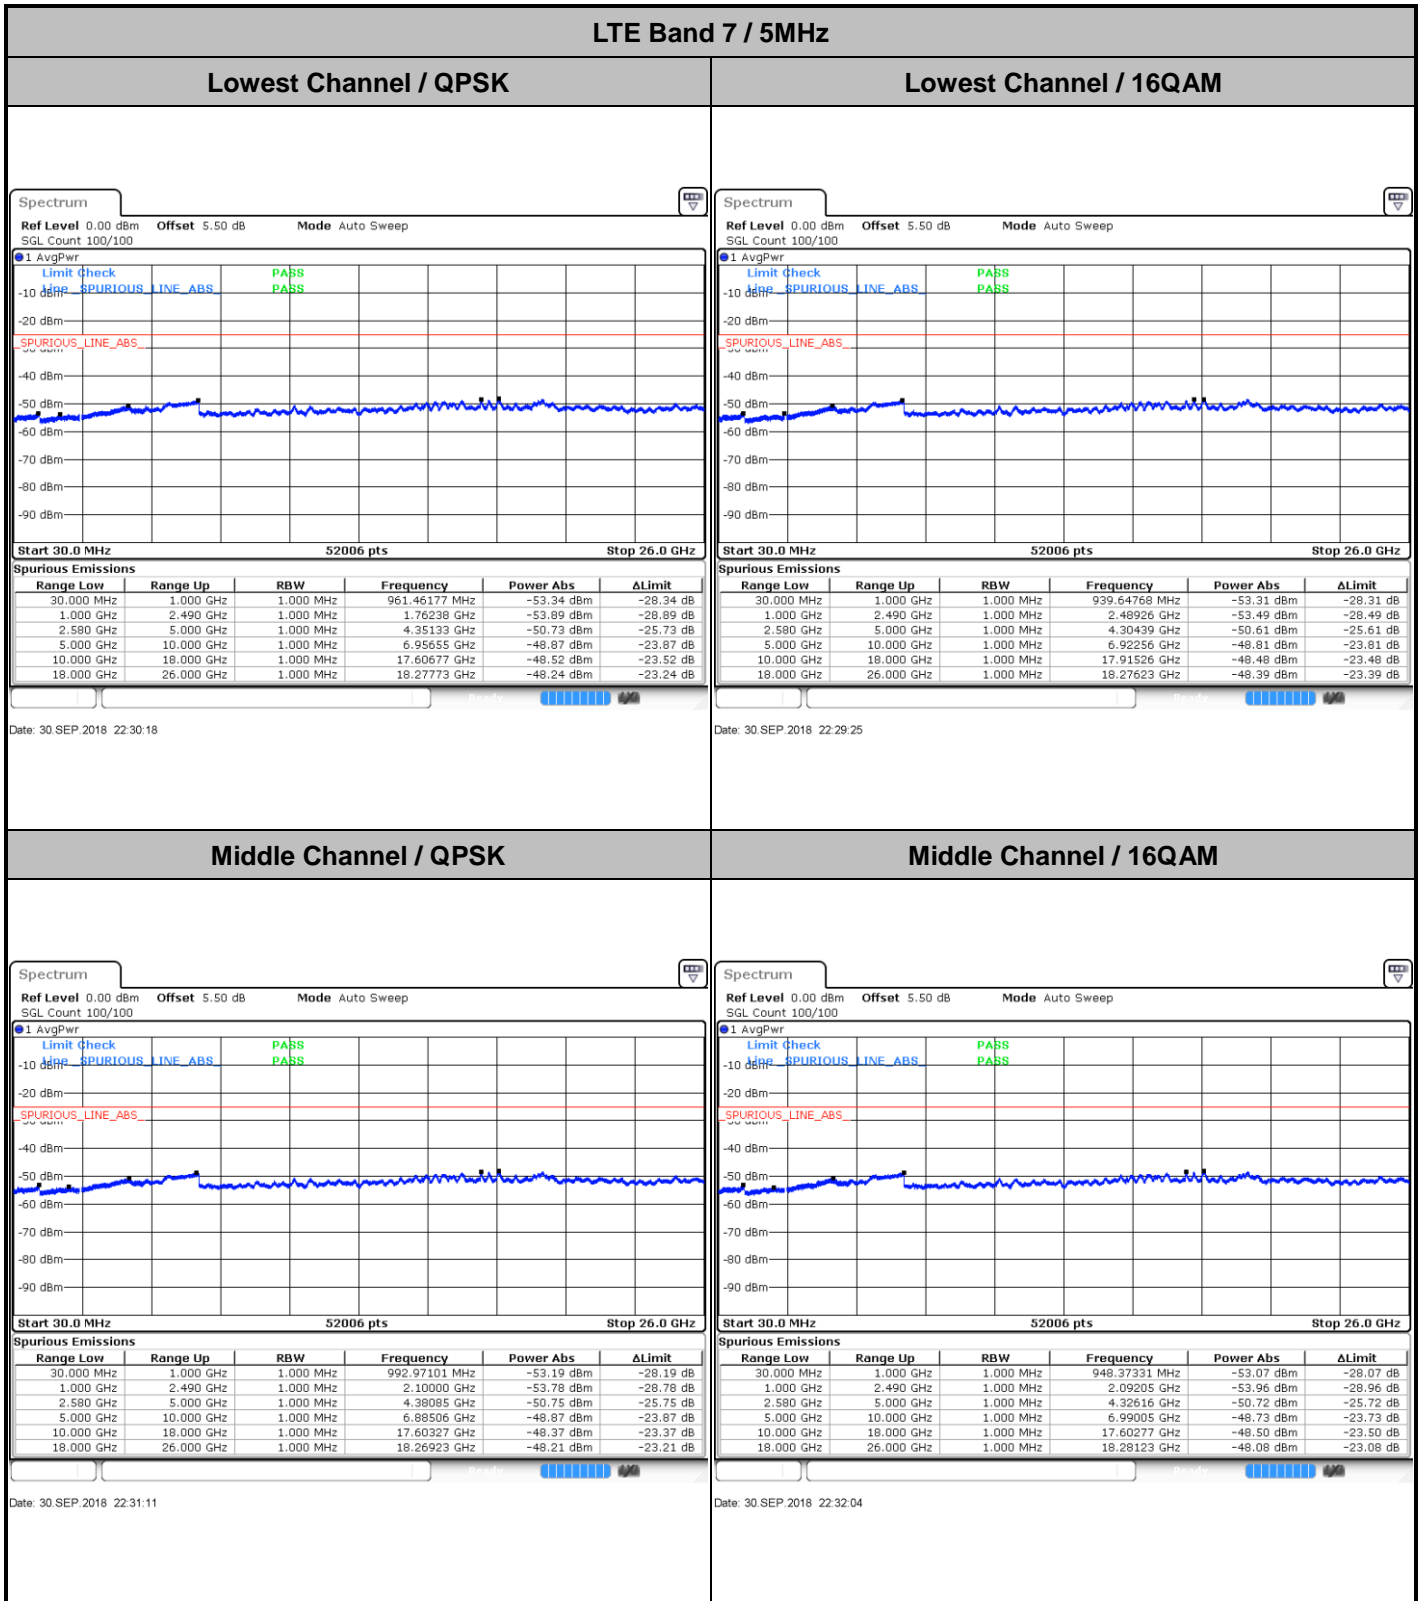 LTE Band 7 / 5MHz
Lowest Channel / QPSK
Lowest Channel / 16QAM
Spectrum
Ref Level 0.00 dBm Offset 5.50 dB Mode Auto Sweep
SGL Count 100/100
1 AvgPwr
Limit Check PASS
Line _SPURIOUS_LINE_ABS_ PASS
-10 dBm
-20 dBm
_SPURIOUS_LINE_ABS_
-40 dBm
-50 dBm
-60 dBm
-70 dBm
-80 dBm
-90 dBm
Start 30.0 MHz 52006 pts Stop 26.0 GHz
Spurious Emissions
Range Low Range Up RBW Frequency Power Abs ΔLimit
30.000 MHz 1.000 GHz 1.000 MHz 961.46177 MHz -53.34 dBm -28.34 dB
1.000 GHz 2.490 GHz 1.000 MHz 1.76238 GHz -53.89 dBm -28.89 dB
2.580 GHz 5.000 GHz 1.000 MHz 4.35133 GHz -50.73 dBm -25.73 dB
5.000 GHz 10.000 GHz 1.000 MHz 6.95655 GHz -48.87 dBm -23.87 dB
10.000 GHz 18.000 GHz 1.000 MHz 17.60677 GHz -48.52 dBm -23.52 dB
18.000 GHz 26.000 GHz 1.000 MHz 18.27773 GHz -48.24 dBm -23.24 dB
Date: 30.SEP.2018 22:30:18
Spectrum
Ref Level 0.00 dBm Offset 5.50 dB Mode Auto Sweep
SGL Count 100/100
1 AvgPwr
Limit Check PASS
Line _SPURIOUS_LINE_ABS_ PASS
-10 dBm
-20 dBm
_SPURIOUS_LINE_ABS_
-40 dBm
-50 dBm
-60 dBm
-70 dBm
-80 dBm
-90 dBm
Start 30.0 MHz 52006 pts Stop 26.0 GHz
Spurious Emissions
Range Low Range Up RBW Frequency Power Abs ΔLimit
30.000 MHz 1.000 GHz 1.000 MHz 939.64768 MHz -53.31 dBm -28.31 dB
1.000 GHz 2.490 GHz 1.000 MHz 2.48926 GHz -53.49 dBm -28.49 dB
2.580 GHz 5.000 GHz 1.000 MHz 4.30439 GHz -50.61 dBm -25.61 dB
5.000 GHz 10.000 GHz 1.000 MHz 6.92256 GHz -48.81 dBm -23.81 dB
10.000 GHz 18.000 GHz 1.000 MHz 17.91526 GHz -48.48 dBm -23.48 dB
18.000 GHz 26.000 GHz 1.000 MHz 18.27623 GHz -48.39 dBm -23.39 dB
Date: 30.SEP.2018 22:29:25
Middle Channel / QPSK
Middle Channel / 16QAM
Spectrum
Ref Level 0.00 dBm Offset 5.50 dB Mode Auto Sweep
SGL Count 100/100
1 AvgPwr
Limit Check PASS
Line _SPURIOUS_LINE_ABS_ PASS
-10 dBm
-20 dBm
_SPURIOUS_LINE_ABS_
-40 dBm
-50 dBm
-60 dBm
-70 dBm
-80 dBm
-90 dBm
Start 30.0 MHz 52006 pts Stop 26.0 GHz
Spurious Emissions
Range Low Range Up RBW Frequency Power Abs ΔLimit
30.000 MHz 1.000 GHz 1.000 MHz 992.97101 MHz -53.19 dBm -28.19 dB
1.000 GHz 2.490 GHz 1.000 MHz 2.10000 GHz -53.78 dBm -28.78 dB
2.580 GHz 5.000 GHz 1.000 MHz 4.38085 GHz -50.75 dBm -25.75 dB
5.000 GHz 10.000 GHz 1.000 MHz 6.88506 GHz -48.87 dBm -23.87 dB
10.000 GHz 18.000 GHz 1.000 MHz 17.60327 GHz -48.37 dBm -23.37 dB
18.000 GHz 26.000 GHz 1.000 MHz 18.26923 GHz -48.21 dBm -23.21 dB
Date: 30.SEP.2018 22:31:11
Spectrum
Ref Level 0.00 dBm Offset 5.50 dB Mode Auto Sweep
SGL Count 100/100
1 AvgPwr
Limit Check PASS
Line _SPURIOUS_LINE_ABS_ PASS
-10 dBm
-20 dBm
_SPURIOUS_LINE_ABS_
-40 dBm
-50 dBm
-60 dBm
-70 dBm
-80 dBm
-90 dBm
Start 30.0 MHz 52006 pts Stop 26.0 GHz
Spurious Emissions
Range Low Range Up RBW Frequency Power Abs ΔLimit
30.000 MHz 1.000 GHz 1.000 MHz 948.37331 MHz -53.07 dBm -28.07 dB
1.000 GHz 2.490 GHz 1.000 MHz 2.09205 GHz -53.96 dBm -28.96 dB
2.580 GHz 5.000 GHz 1.000 MHz 4.32616 GHz -50.72 dBm -25.72 dB
5.000 GHz 10.000 GHz 1.000 MHz 6.99005 GHz -48.73 dBm -23.73 dB
10.000 GHz 18.000 GHz 1.000 MHz 17.60277 GHz -48.50 dBm -23.50 dB
18.000 GHz 26.000 GHz 1.000 MHz 18.28123 GHz -48.08 dBm -23.08 dB
Date: 30.SEP.2018 22:32:04